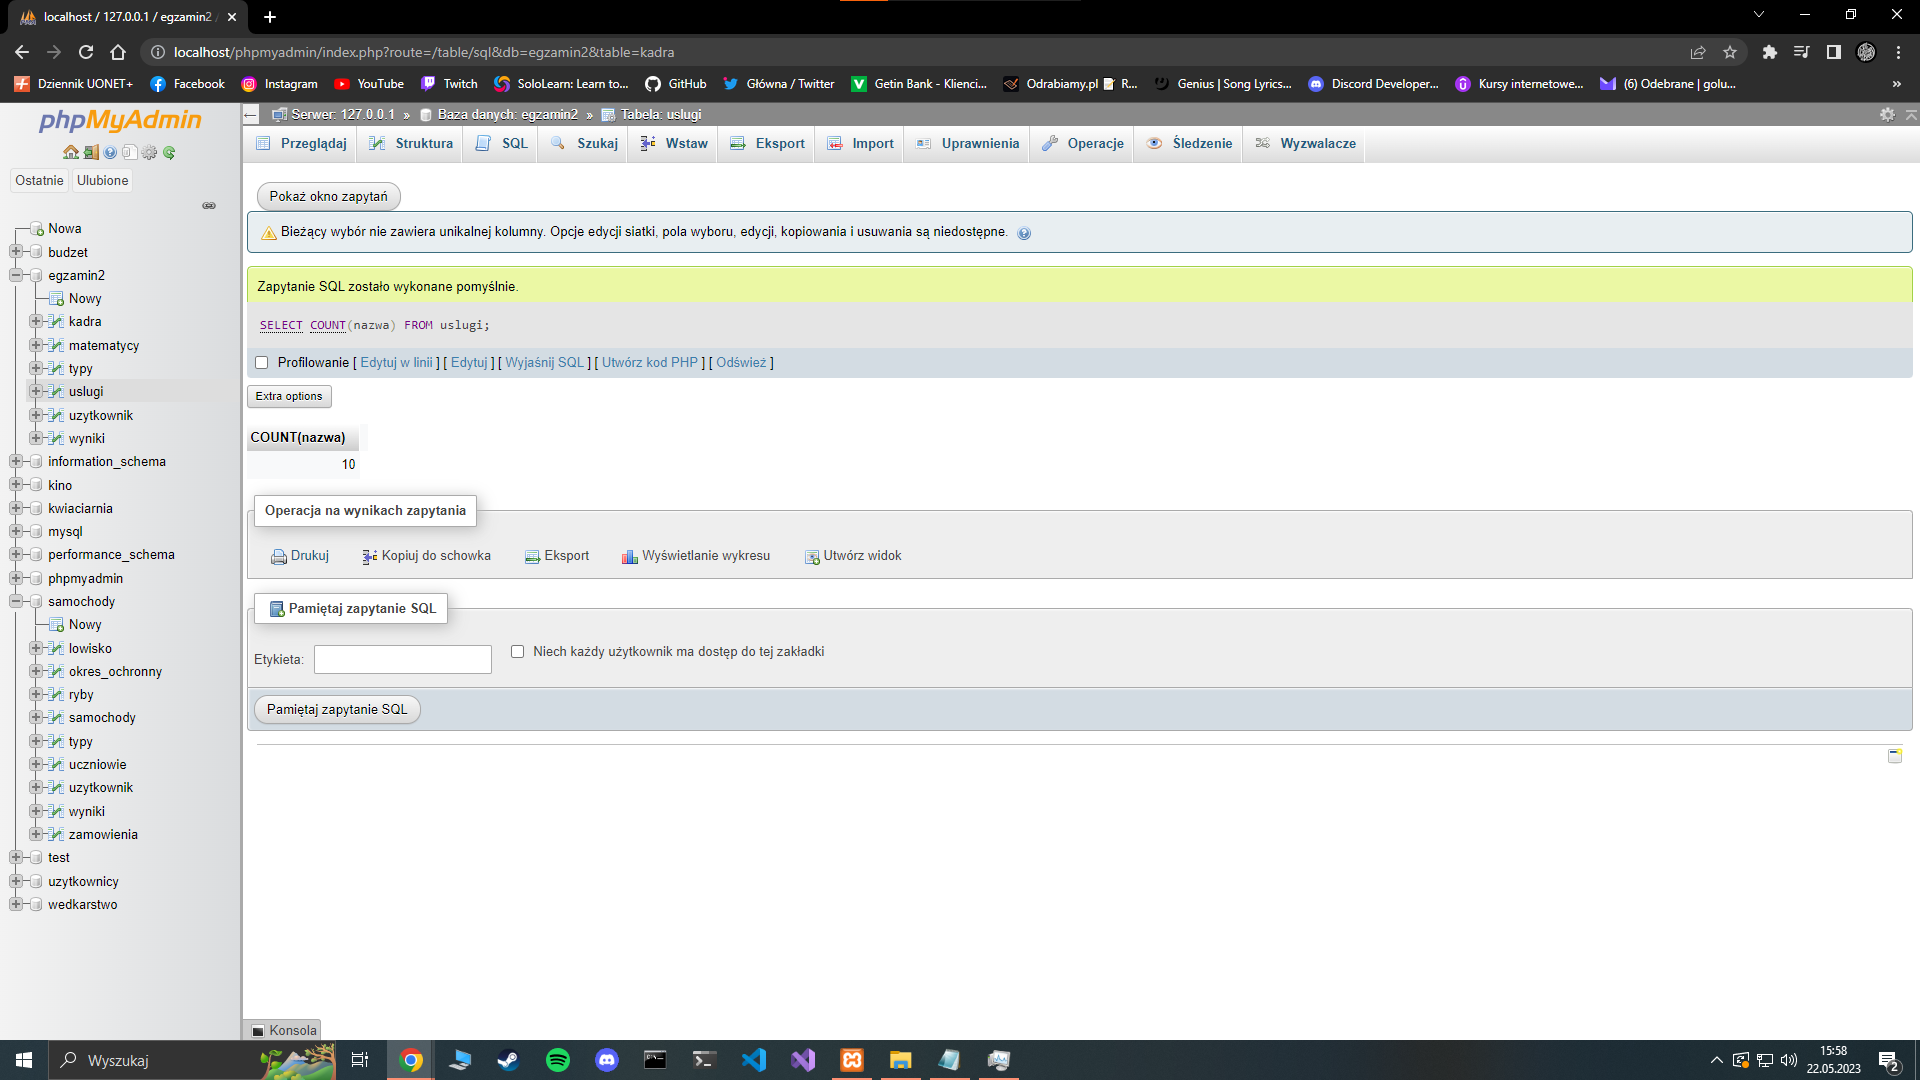 localhost / 127.0.0.1 / egzamin2
localhost/phpmyadmin/index.php?route=/table/sql&db=egzamin2&table=kadra
Dziennik UONET+ Facebook Instagram YouTube Twitch SoloLearn: Learn to... GitHub Główna / Twitter Getin Bank - KliencI... Odrabiamy.pl R... Genius | Song Lyrics... Discord Developer... Kursy internetowe... (6) Odebrane | golu... »
phpMyAdmin
Ostatnie Ulubione
Nowa
budzet
egzamin2
Nowy
kadra
matematycy
typy
uslugi
uzytkownik
wyniki
information_schema
kino
kwiaciarnia
mysql
performance_schema
phpmyadmin
samochody
Nowy
lowisko
okres_ochronny
ryby
samochody
typy
uczniowie
uzytkownik
wyniki
zamowienia
test
uzytkownicy
wedkarstwo
Serwer: 127.0.0.1 » Baza danych: egzamin2 » Tabela: uslugi
Przeglądaj Struktura SQL Szukaj Wstaw Eksport Import Uprawnienia Operacje Śledzenie Wyzwalacze
Pokaż okno zapytań
Bieżący wybór nie zawiera unikalnej kolumny. Opcje edycji siatki, pola wyboru, edycji, kopiowania i usuwania są niedostępne.
Zapytanie SQL zostało wykonane pomyślnie.
SELECT COUNT(nazwa) FROM uslugi;
Profilowanie [ Edytuj w linii ] [ Edytuj ] [ Wyjaśnij SQL ] [ Utwórz kod PHP ] [ Odśwież ]
Extra options
COUNT(nazwa)
10
Operacja na wynikach zapytania
Drukuj Kopiuj do schowka Eksport Wyświetlanie wykresu Utwórz widok
Pamiętaj zapytanie SQL
Etykieta: Niech każdy użytkownik ma dostęp do tej zakładki
Pamiętaj zapytanie SQL
Konsola
Wyszukaj
15:58
22.05.2023
2